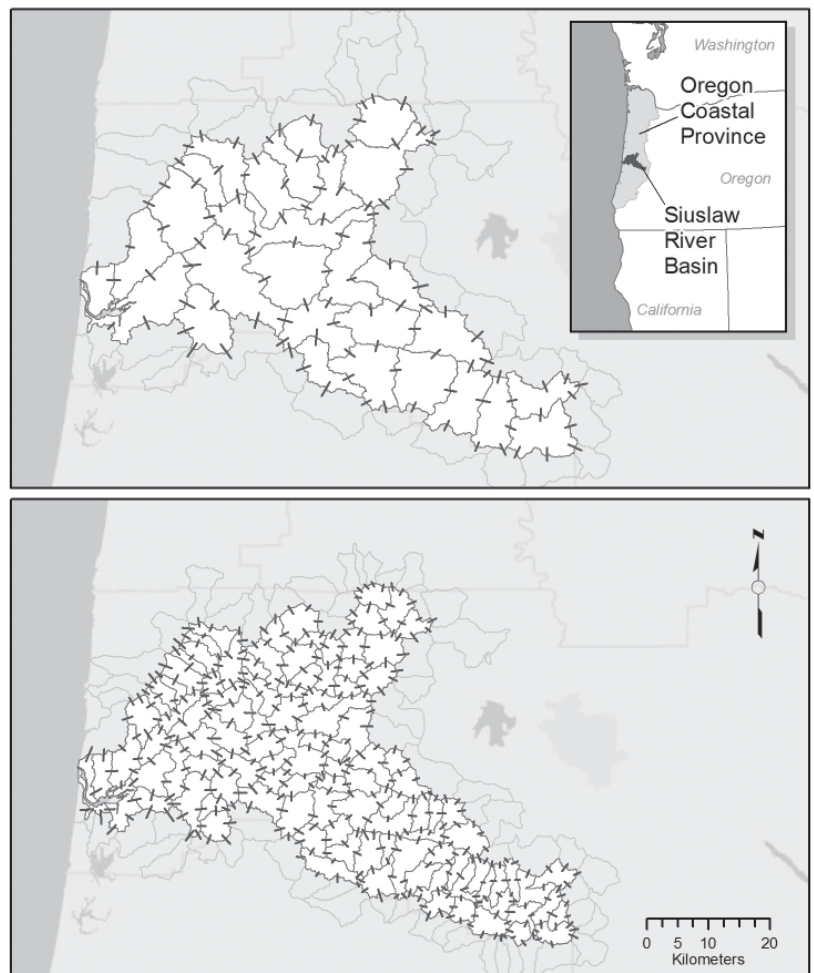 Washington
Oregon
Coastal
Province
Oregon
Siuslaw
River
Basin
California
N
0 5 10 20
Kilometers